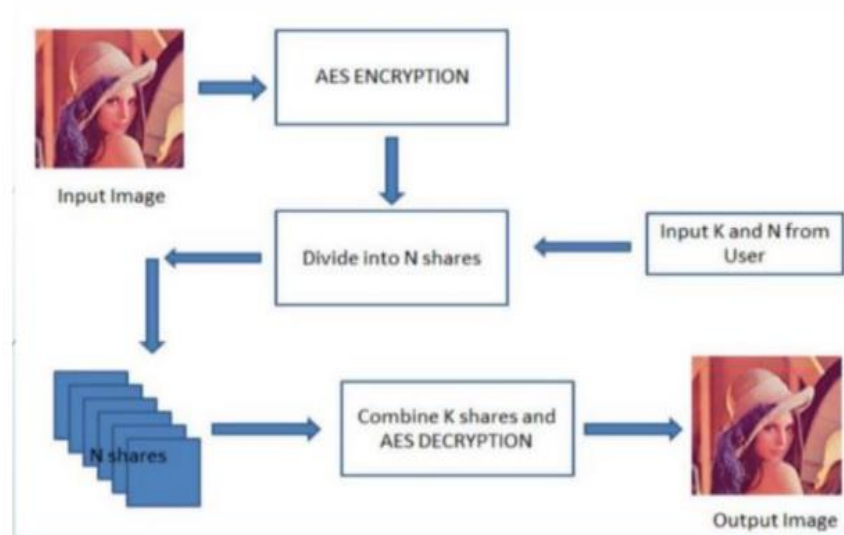 AES ENCRYPTION
Input Image
Divide into N shares
Input K and N from
User
N shares
Combine K shares and
AES DECRYPTION
Output Image